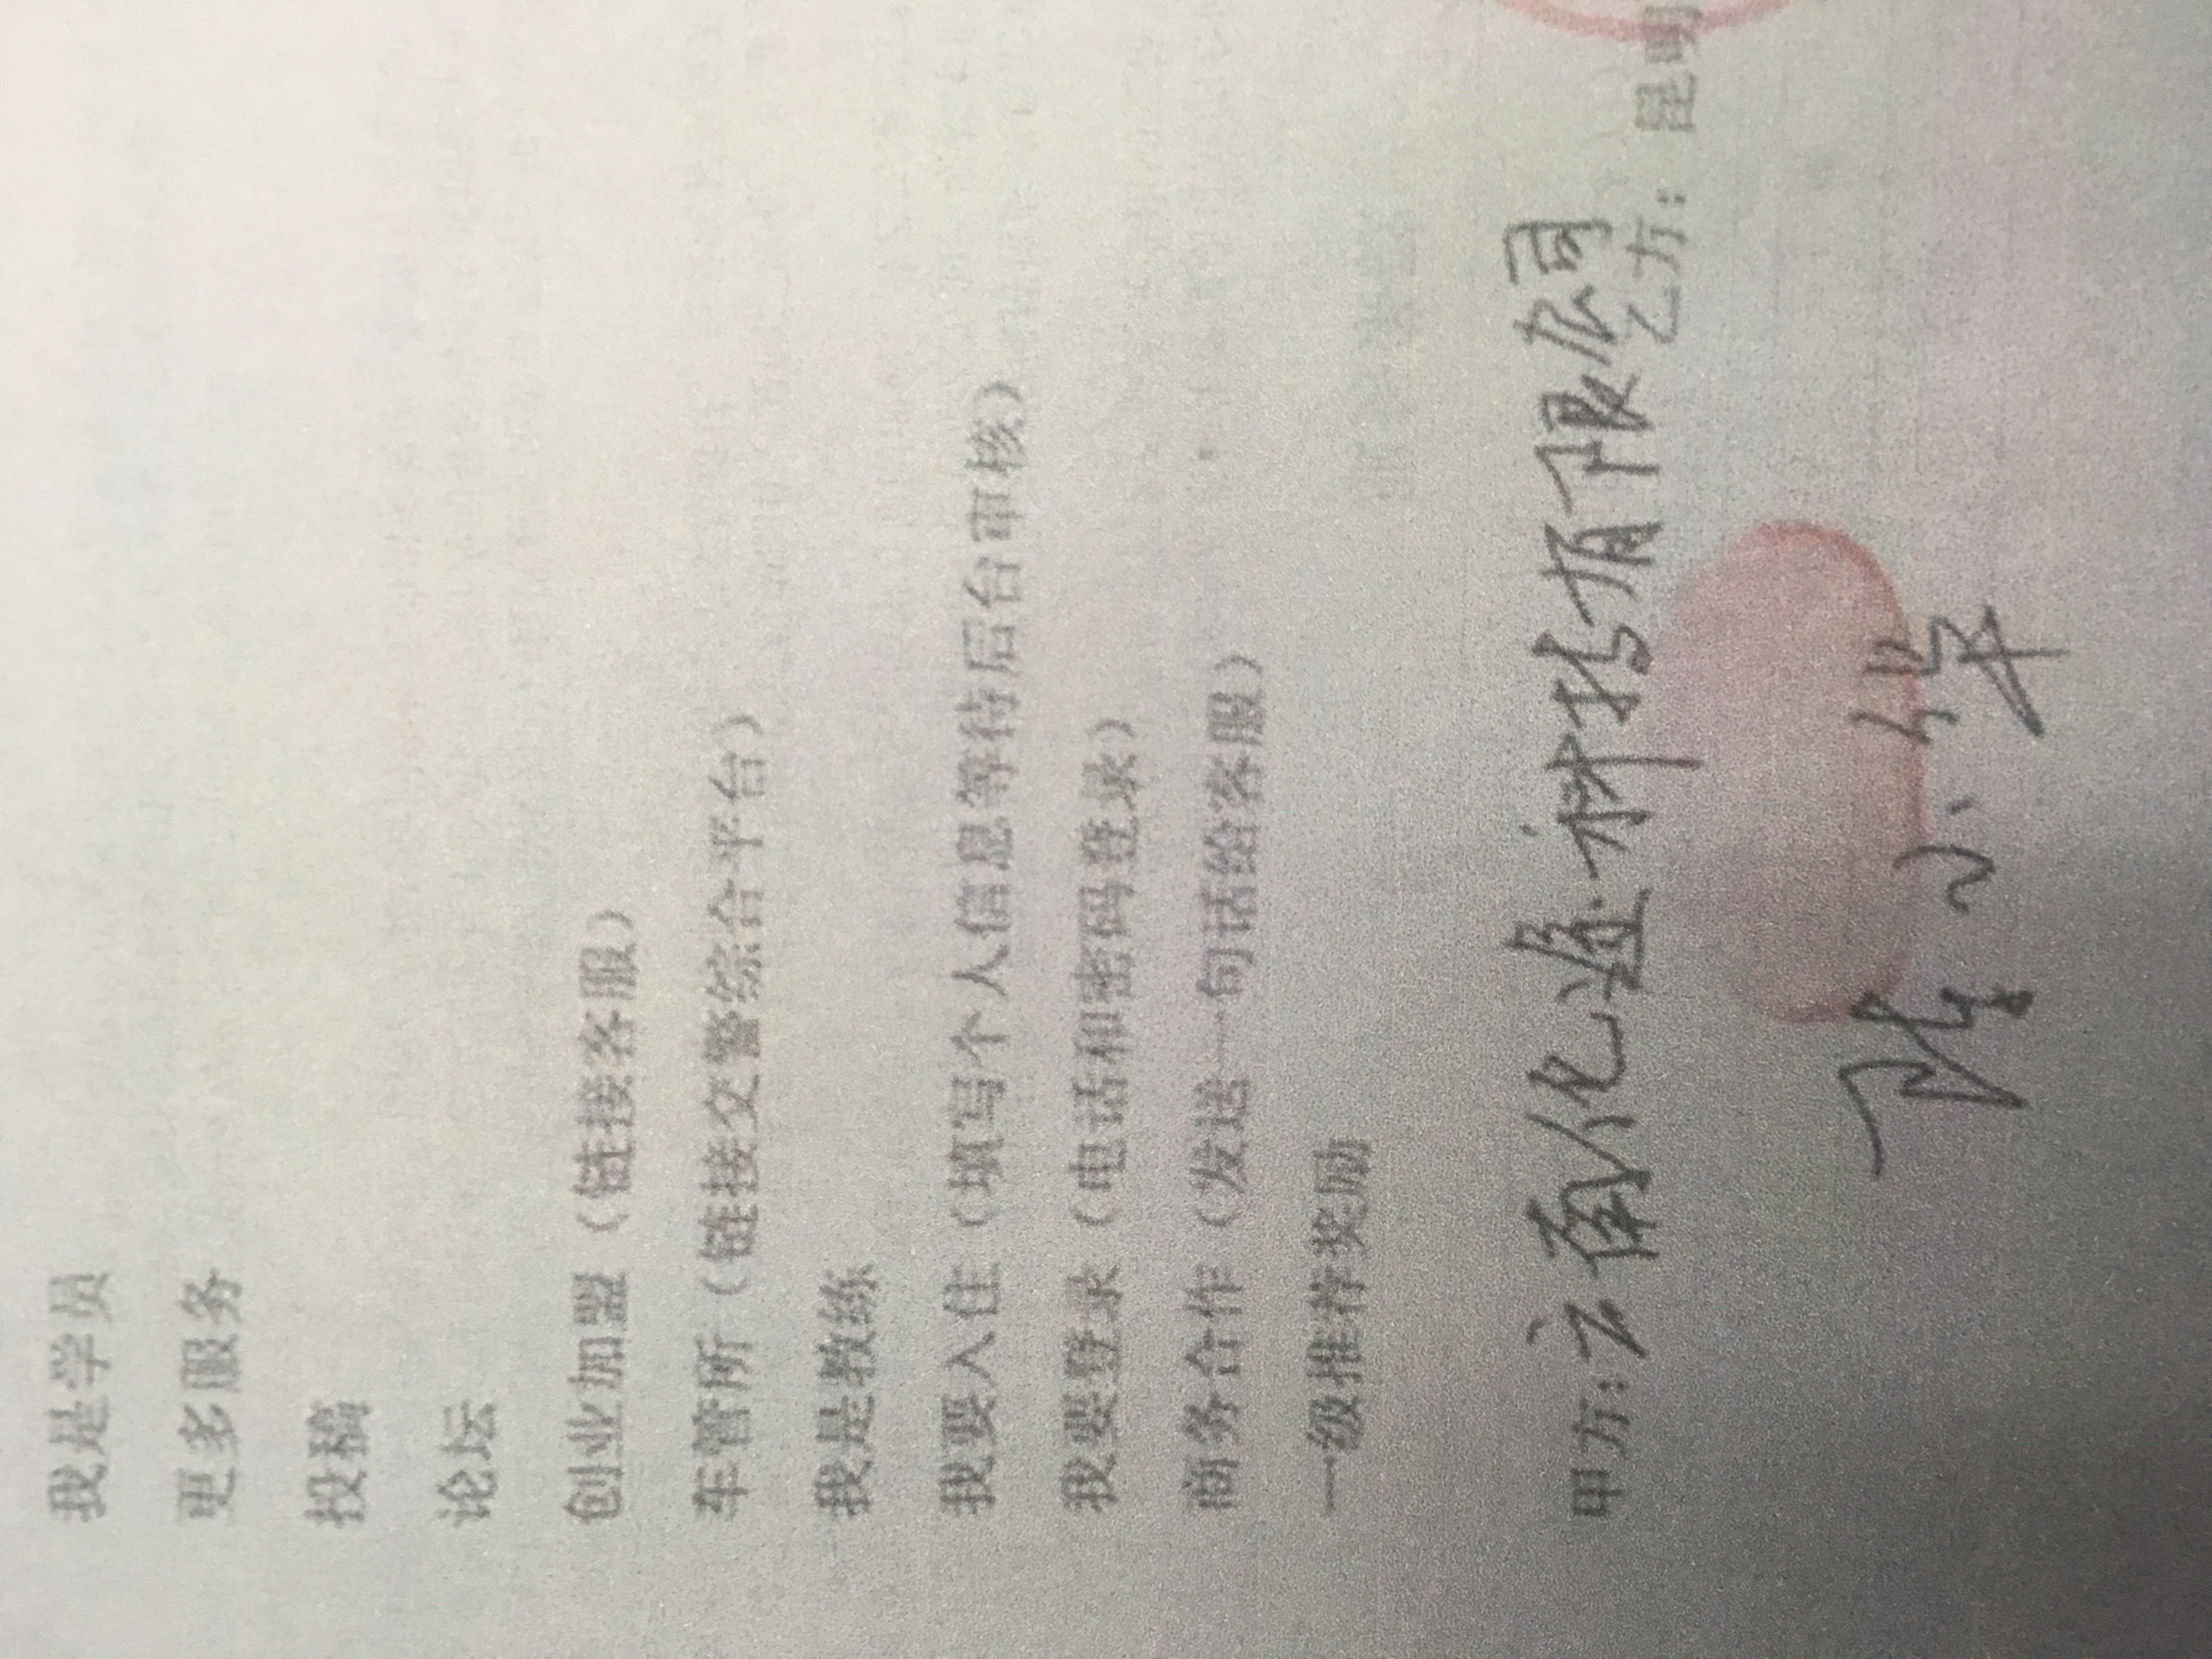 我是学员
更多服务
投稿
论坛
创业加盟（链接客服）
车管所（链接交警综合平台）
我是教练
我要入住（填写个人信息等待后台审核）
我要登录（电话和密码登录）
商务合作（发送一句话给客服）
一级推荐奖励
甲方：云南化途科技有限公司
乙方：昆明
陈小华